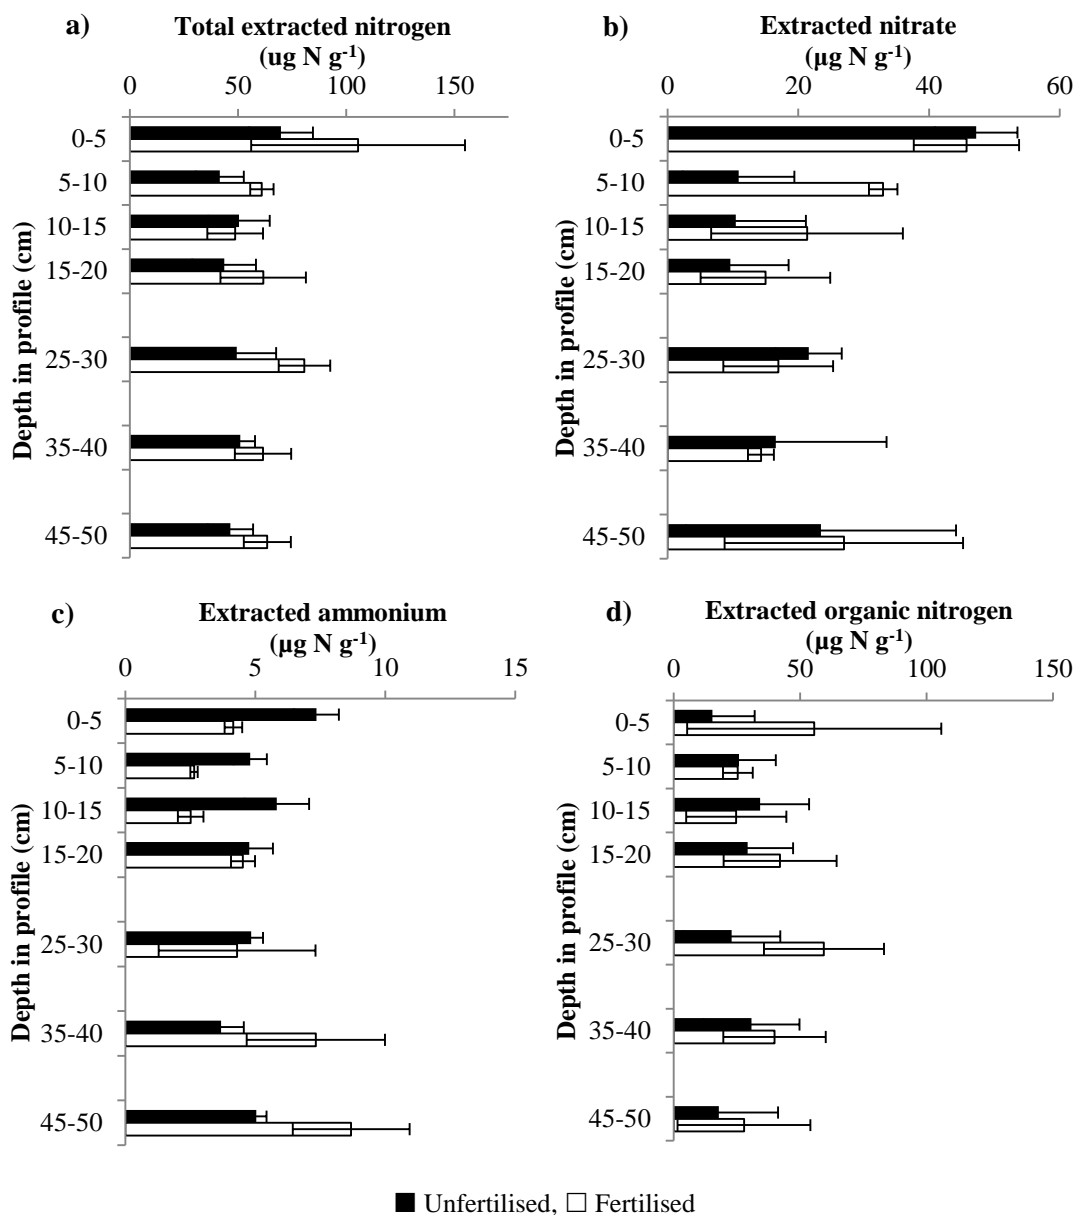 a) Total extracted nitrogen
(ug N g-1)
0 50 100 150
Depth in profile (cm)
0-5
5-10
10-15
15-20
25-30
35-40
45-50
b) Extracted nitrate
(µg N g-1)
0 20 40 60
Depth in profile (cm)
0-5
5-10
10-15
15-20
25-30
35-40
45-50
c) Extracted ammonium
(µg N g-1)
0 5 10 15
Depth in profile (cm)
0-5
5-10
10-15
15-20
25-30
35-40
45-50
d) Extracted organic nitrogen
(µg N g-1)
0 50 100 150
Depth in profile (cm)
0-5
5-10
10-15
15-20
25-30
35-40
45-50
Unfertilised, Fertilised